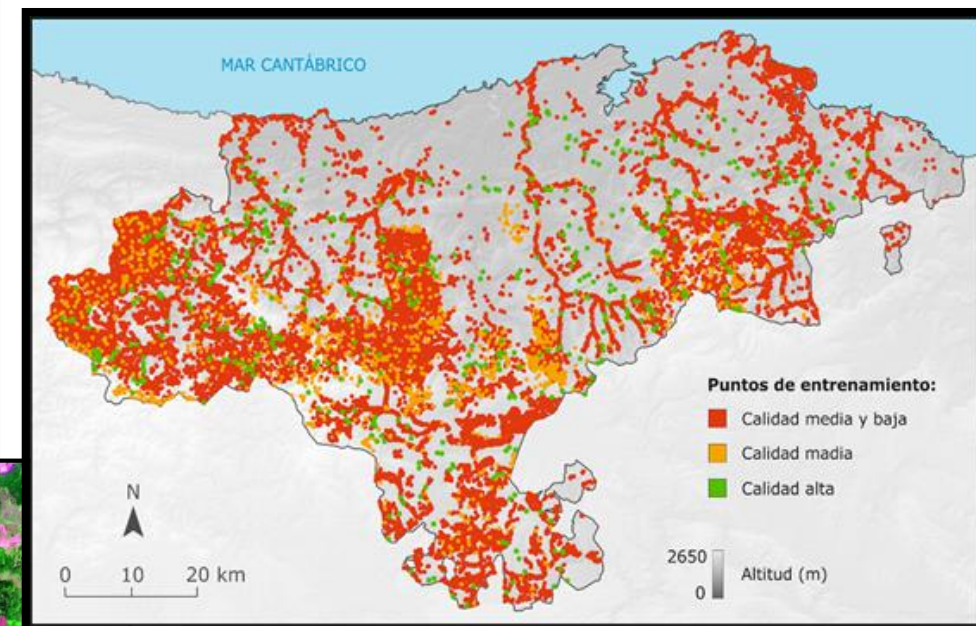 MAR CANTÁBRICO
Puntos de entrenamiento:
Calidad media y baja
Calidad madia
Calidad alta
N
0 10 20 km
2650
0
Altitud (m)